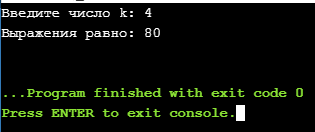 Введите число k: 4
Выражения равно: 80
...Program finished with exit code 0
Press ENTER to exit console.